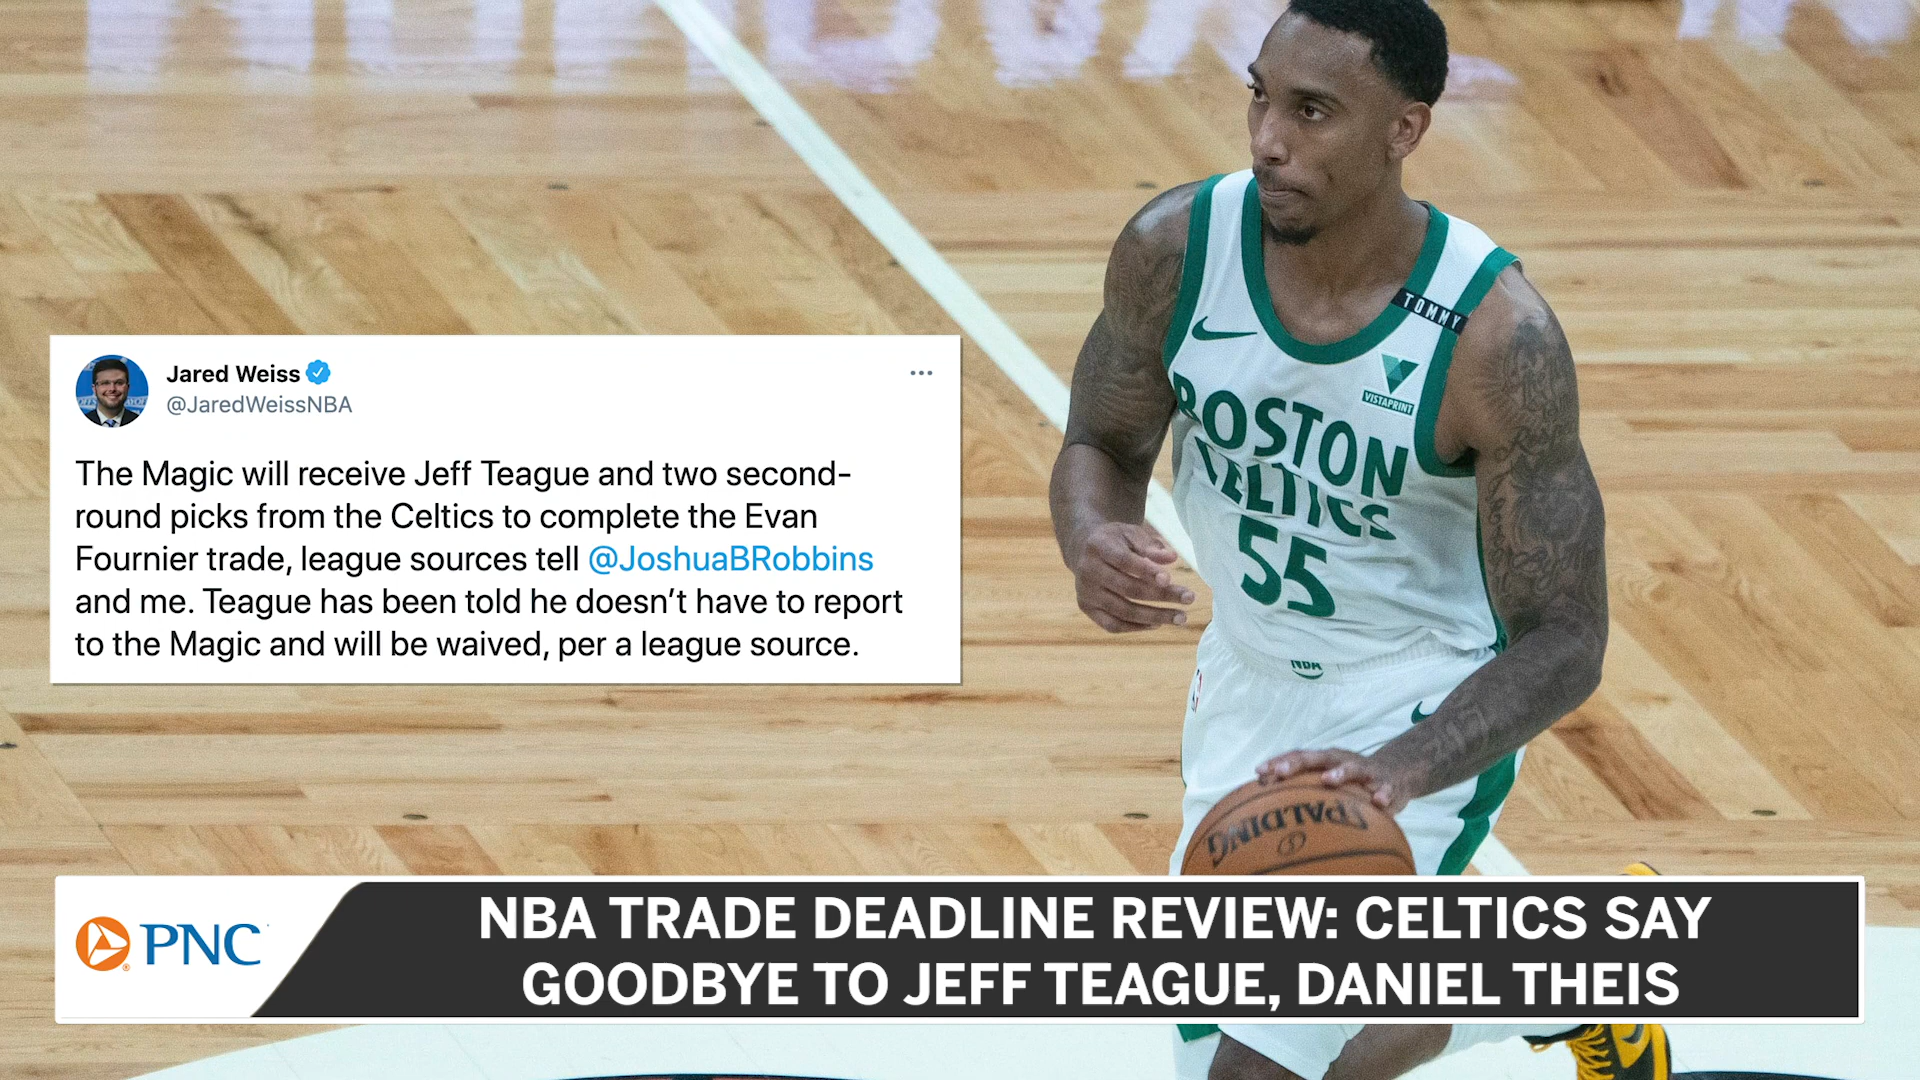 Jared Weiss
@JaredWeissNBA
The Magic will receive Jeff Teague and two second-
round picks from the Celtics to complete the Evan
Fournier trade, league sources tell @JoshuaBRobbins
and me. Teague has been told he doesn’t have to report
to the Magic and will be waived, per a league source.
TOMMY
VISTAPRINT
BOSTON
CELTICS
55
NBA
SPALDING
PNC
NBA TRADE DEADLINE REVIEW: CELTICS SAY
GOODBYE TO JEFF TEAGUE, DANIEL THEIS